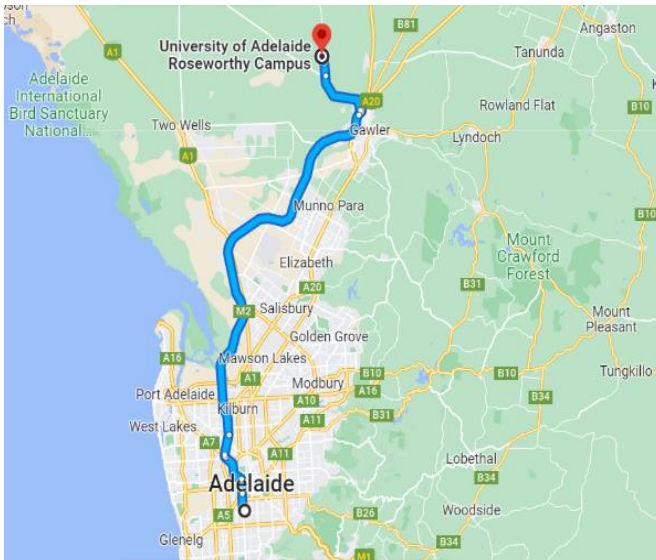 B81
Angaston
University of Adelaide
Roseworthy Campus
Tanunda
Adelaide
International
Bird Sanctuary
National...
A20
B10
Rowland Flat
Two Wells
A1
Gawler
Lyndoch
Munno Para
B10
Mount
Crawford
Forest
Elizabeth
A20
B31
M2
Salisbury
Mount
Pleasant
Golden Grove
A16
Mawson Lakes
A1
B10
B10
Tungkillo
Modbury
A16
Port Adelaide
A10
B34
Kilburn
A11
B31
West Lakes
A7
A11
B34
Lobethal
Adelaide
A5
B26
Woodside
B34
Glenelg
B34
M1